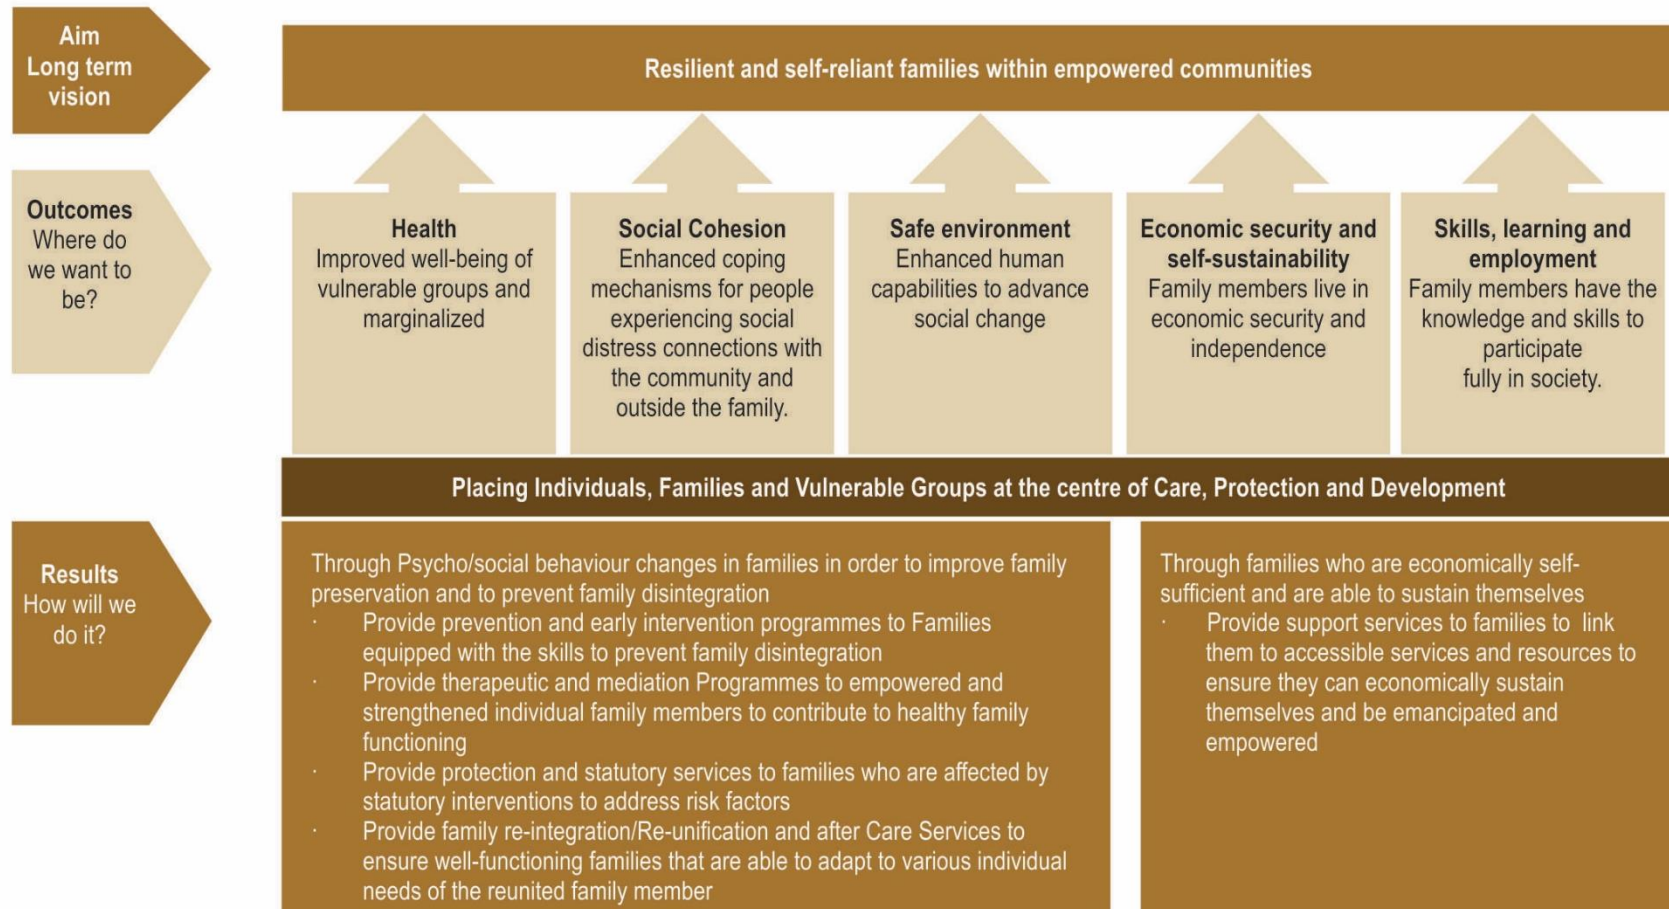 Aim
Long term
vision
Resilient and self-reliant families within empowered communities
Outcomes
Where do
we want to
be?
Health
Improved well-being of
vulnerable groups and
marginalized
Social Cohesion
Enhanced coping
mechanisms for people
experiencing social
distress connections with
the community and
outside the family.
Safe environment
Enhanced human
capabilities to advance
social change
Economic security and
self-sustainability
Family members live in
economic security and
independence
Skills, learning and
employment
Family members have the
knowledge and skills to
participate
fully in society.
Placing Individuals, Families and Vulnerable Groups at the centre of Care, Protection and Development
Results
How will we
do it?
Through Psycho/social behaviour changes in families in order to improve family
preservation and to prevent family disintegration
· Provide prevention and early intervention programmes to Families
equipped with the skills to prevent family disintegration
· Provide therapeutic and mediation Programmes to empowered and
strengthened individual family members to contribute to healthy family
functioning
· Provide protection and statutory services to families who are affected by
statutory interventions to address risk factors
· Provide family re-integration/Re-unification and after Care Services to
ensure well-functioning families that are able to adapt to various individual
needs of the reunited family member
Through families who are economically self-
sufficient and are able to sustain themselves
· Provide support services to families to link
them to accessible services and resources to
ensure they can economically sustain
themselves and be emancipated and
empowered